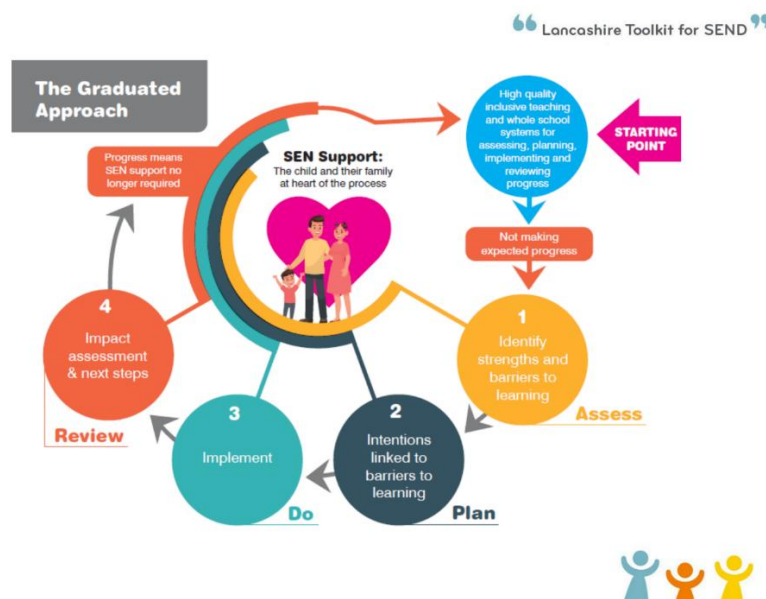 “ Lancashire Toolkit for SEND ”
The Graduated
Approach
High quality
inclusive teaching
and whole school
systems for
assessing, planning,
implementing and
reviewing
progress
STARTING
POINT
Progress means
SEN support no
longer required
SEN Support:
The child and their family
at heart of the process
Not making
expected progress
1
Identify
strengths and
barriers to
learning
Assess
2
Intentions
linked to
barriers to
learning
Plan
3
Implement
Do
4
Impact
assessment
& next steps
Review